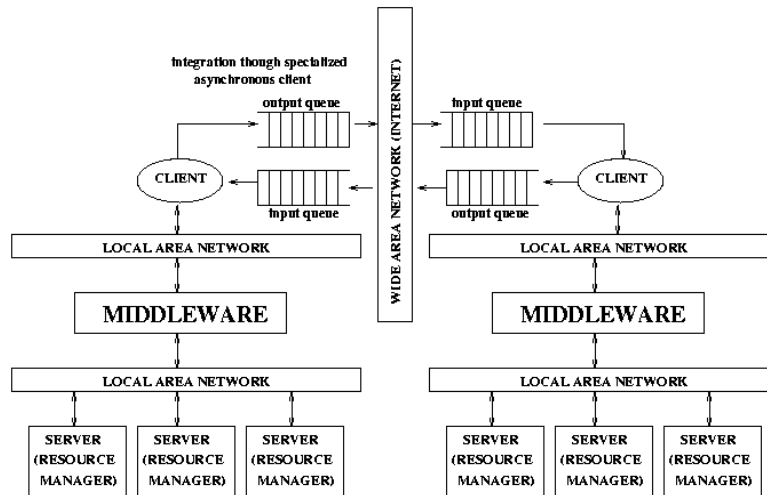 integration though specialized
asynchronous client
output queue
input queue
WIDE AREA NETWORK (INTERNET)
CLIENT
CLIENT
input queue
output queue
LOCAL AREA NETWORK
LOCAL AREA NETWORK
MIDDLEWARE
MIDDLEWARE
LOCAL AREA NETWORK
LOCAL AREA NETWORK
SERVER
(RESOURCE
MANAGER)
SERVER
(RESOURCE
MANAGER)
SERVER
(RESOURCE
MANAGER)
SERVER
(RESOURCE
MANAGER)
SERVER
(RESOURCE
MANAGER)
SERVER
(RESOURCE
MANAGER)